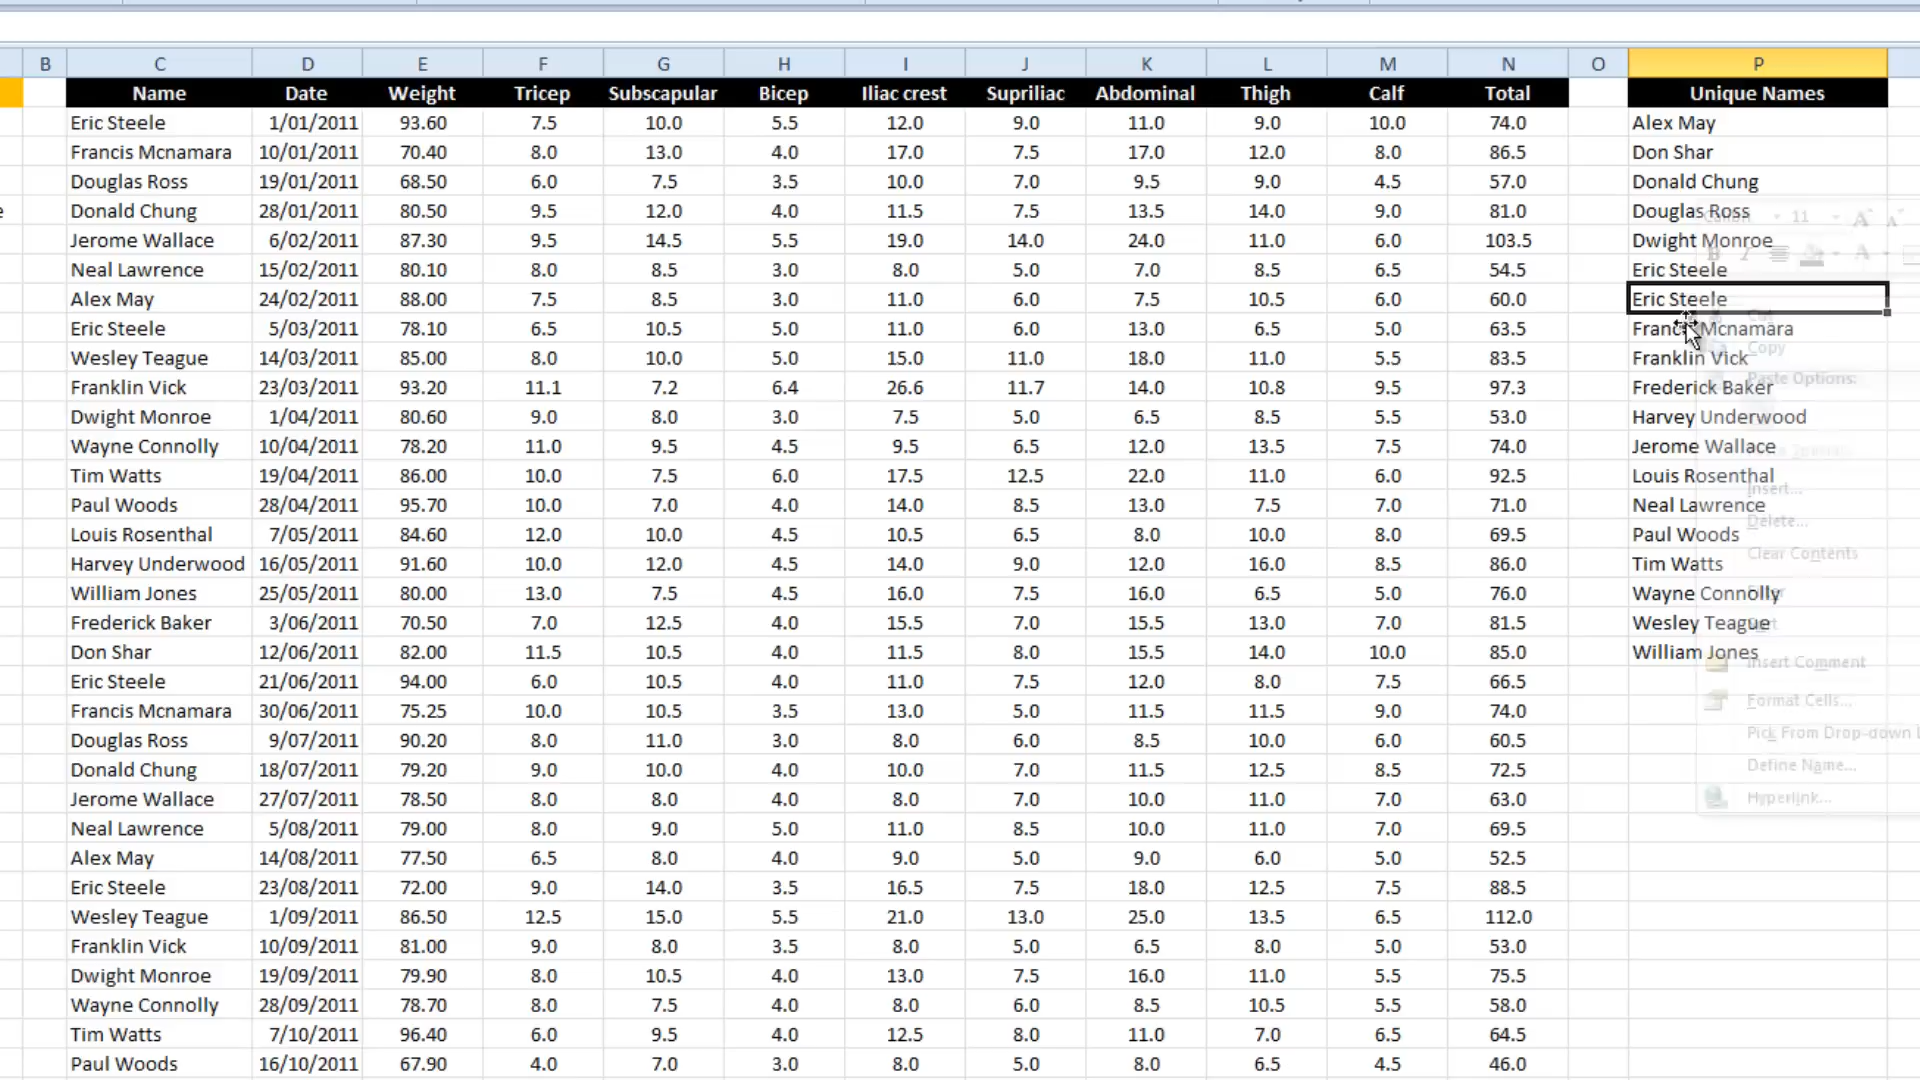 B C D E F G H I J K L M N O P
Name Date Weight Tricep Subscapular Bicep Iliac crest Supriliac Abdominal Thigh Calf Total Unique Names
Eric Steele 1/01/2011 93.60 7.5 10.0 5.5 12.0 9.0 11.0 9.0 10.0 74.0 Alex May
Francis Mcnamara 10/01/2011 70.40 8.0 13.0 4.0 17.0 7.5 17.0 12.0 8.0 86.5 Don Shar
Douglas Ross 19/01/2011 68.50 6.0 7.5 3.5 10.0 7.0 9.5 9.0 4.5 57.0 Donald Chung
e Donald Chung 28/01/2011 80.50 9.5 12.0 4.0 11.5 7.5 13.5 14.0 9.0 81.0 Douglas Ross 11
Jerome Wallace 6/02/2011 87.30 9.5 14.5 5.5 19.0 14.0 24.0 11.0 6.0 103.5 Dwight Monroe
Neal Lawrence 15/02/2011 80.10 8.0 8.5 3.0 8.0 5.0 7.0 8.5 6.5 54.5 Eric Steele
Alex May 24/02/2011 88.00 7.5 8.5 3.0 11.0 6.0 7.5 10.5 6.0 60.0 Eric Steele
Eric Steele 5/03/2011 78.10 6.5 10.5 5.0 11.0 6.0 13.0 6.5 5.0 63.5 Francis Mcnamara
Copy
Wesley Teague 14/03/2011 85.00 8.0 10.0 5.0 15.0 11.0 18.0 11.0 5.5 83.5 Franklin Vick
Paste Options:
Franklin Vick 23/03/2011 93.20 11.1 7.2 6.4 26.6 11.7 14.0 10.8 9.5 97.3 Frederick Baker
Dwight Monroe 1/04/2011 80.60 9.0 8.0 3.0 7.5 5.0 6.5 8.5 5.5 53.0 Harvey Underwood
Wayne Connolly 10/04/2011 78.20 11.0 9.5 4.5 9.5 6.5 12.0 13.5 7.5 74.0 Jerome Wallace
Tim Watts 19/04/2011 86.00 10.0 7.5 6.0 17.5 12.5 22.0 11.0 6.0 92.5 Louis Rosenthal
Insert...
Paul Woods 28/04/2011 95.70 10.0 7.0 4.0 14.0 8.5 13.0 7.5 7.0 71.0 Neal Lawrence
Delete...
Louis Rosenthal 7/05/2011 84.60 12.0 10.0 4.5 10.5 6.5 8.0 10.0 8.0 69.5 Paul Woods
Clear Contents
Harvey Underwood 16/05/2011 91.60 10.0 12.0 4.5 14.0 9.0 12.0 16.0 8.5 86.0 Tim Watts
William Jones 25/05/2011 80.00 13.0 7.5 4.5 16.0 7.5 16.0 6.5 5.0 76.0 Wayne Connolly
Frederick Baker 3/06/2011 70.50 7.0 12.5 4.0 15.5 7.0 15.5 13.0 7.0 81.5 Wesley Teague
Don Shar 12/06/2011 82.00 11.5 10.5 4.0 11.5 8.0 15.5 14.0 10.0 85.0 William Jones
Insert Comment
Eric Steele 21/06/2011 94.00 6.0 10.5 4.0 11.0 7.5 12.0 8.0 7.5 66.5
Format Cells...
Francis Mcnamara 30/06/2011 75.25 10.0 10.5 3.5 13.0 5.0 11.5 11.5 9.0 74.0
Pick From Drop-down L
Douglas Ross 9/07/2011 90.20 8.0 11.0 3.0 8.0 6.0 8.5 10.0 6.0 60.5
Define Name...
Donald Chung 18/07/2011 79.20 9.0 10.0 4.0 10.0 7.0 11.5 12.5 8.5 72.5
Hyperlink...
Jerome Wallace 27/07/2011 78.50 8.0 8.0 4.0 8.0 7.0 10.0 11.0 7.0 63.0
Neal Lawrence 5/08/2011 79.00 8.0 9.0 5.0 11.0 8.5 10.0 11.0 7.0 69.5
Alex May 14/08/2011 77.50 6.5 8.0 4.0 9.0 5.0 9.0 6.0 5.0 52.5
Eric Steele 23/08/2011 72.00 9.0 14.0 3.5 16.5 7.5 18.0 12.5 7.5 88.5
Wesley Teague 1/09/2011 86.50 12.5 15.0 5.5 21.0 13.0 25.0 13.5 6.5 112.0
Franklin Vick 10/09/2011 81.00 9.0 8.0 3.5 8.0 5.0 6.5 8.0 5.0 53.0
Dwight Monroe 19/09/2011 79.90 8.0 10.5 4.0 13.0 7.5 16.0 11.0 5.5 75.5
Wayne Connolly 28/09/2011 78.70 8.0 7.5 4.0 8.0 6.0 8.5 10.5 5.5 58.0
Tim Watts 7/10/2011 96.40 6.0 9.5 4.0 12.5 8.0 11.0 7.0 6.5 64.5
Paul Woods 16/10/2011 67.90 4.0 7.0 3.0 8.0 5.0 8.0 6.5 4.5 46.0